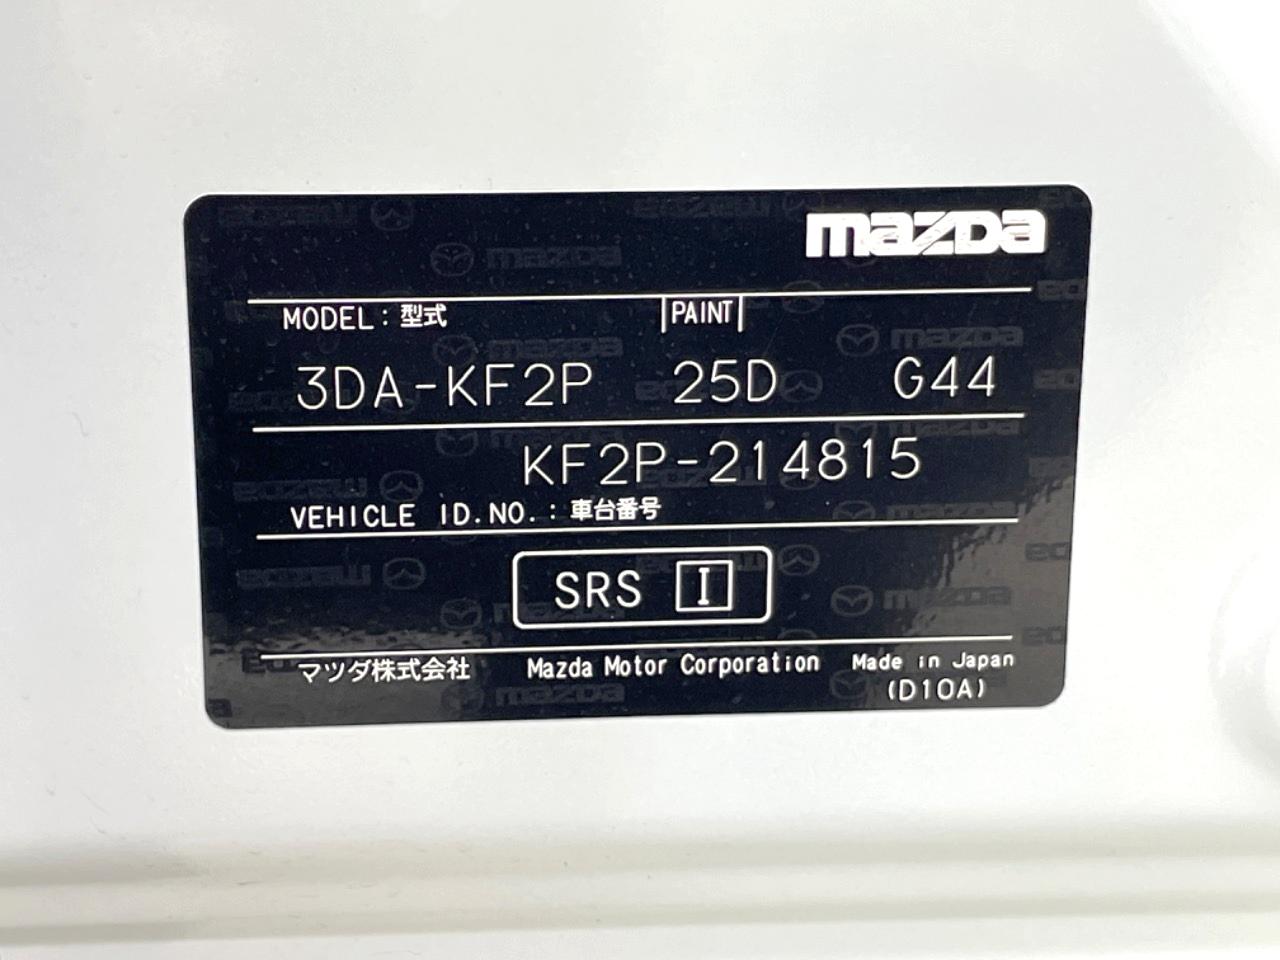 mazda
MODEL : 型式 PAINT
3DA-KF2P 25D G44
KF2P-214815
VEHICLE ID.NO. : 車台番号
SRS I
マツダ株式会社 Mazda Motor Corporation Made in Japan
(D10A)